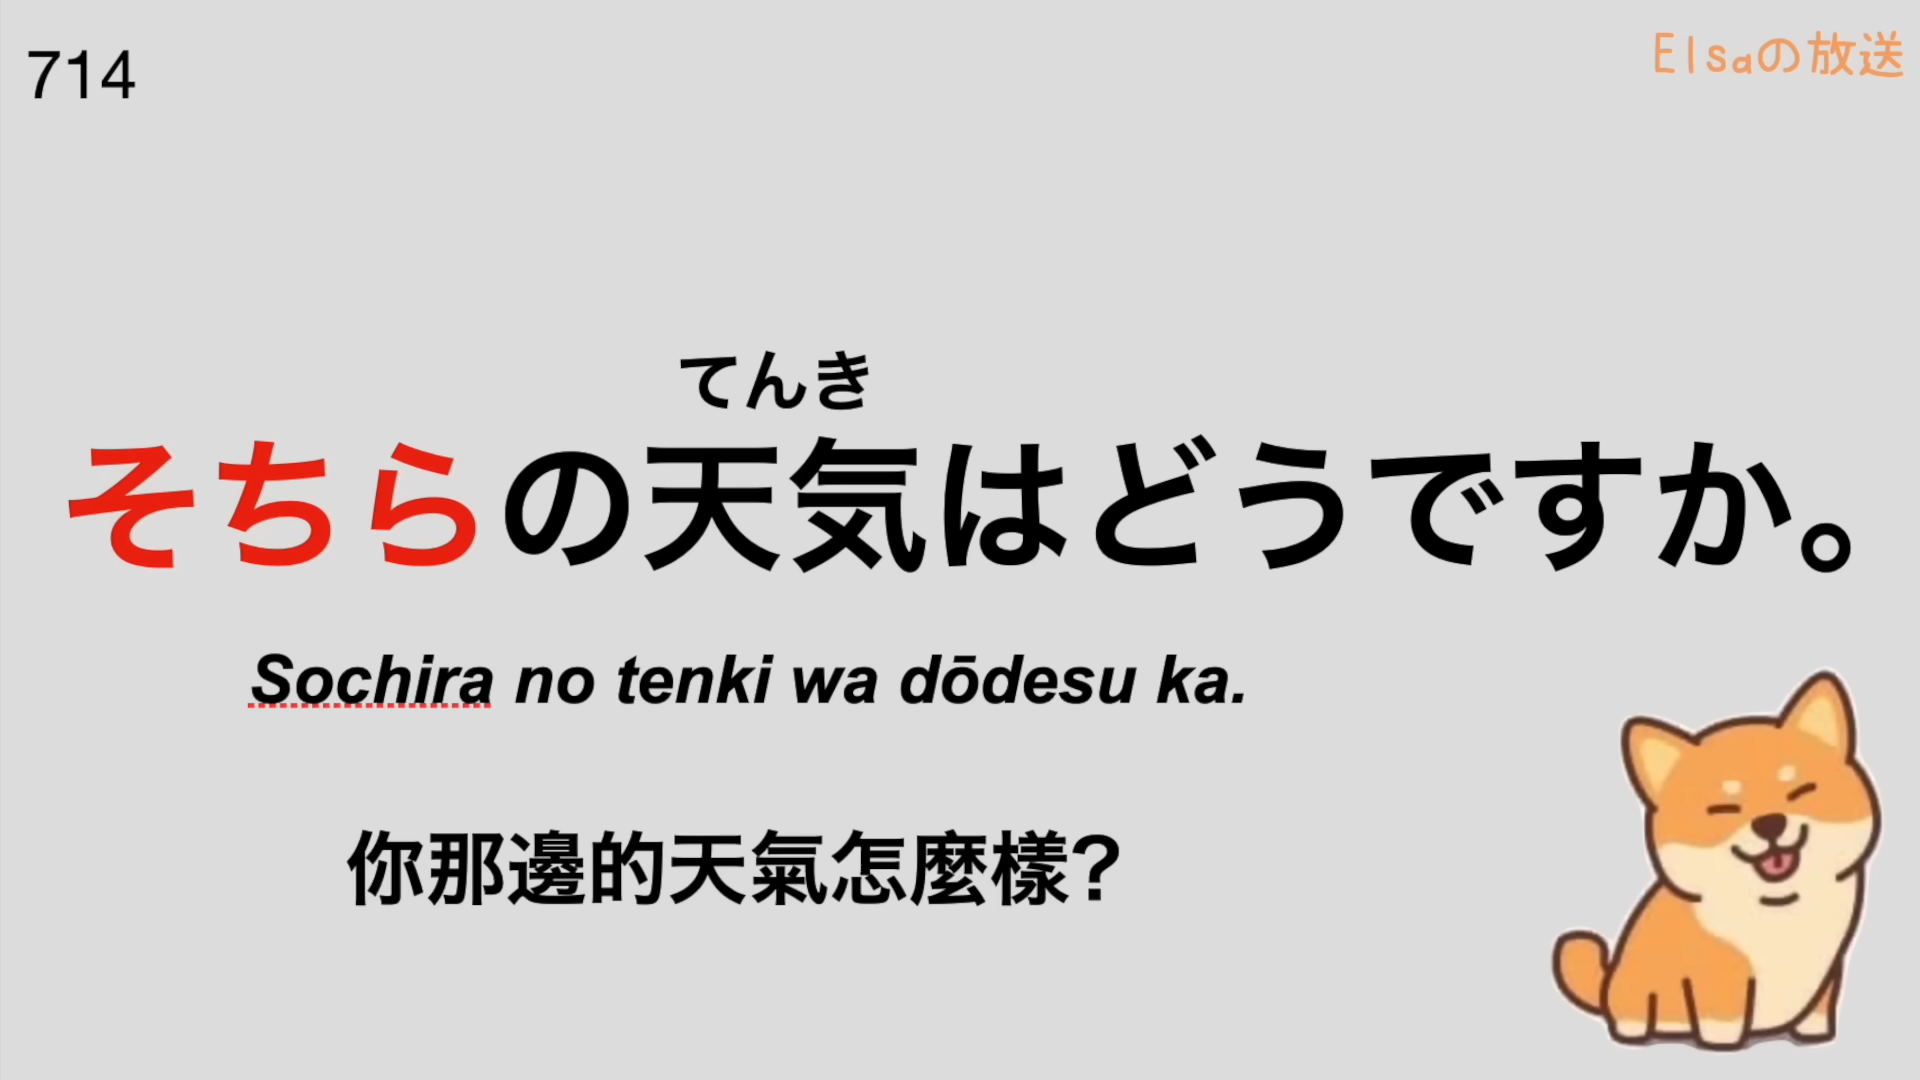 714
Elsaの放送
てんき
そちらの天気はどうですか。
Sochira no tenki wa dōdesu ka.
你那邊的天氣怎麼樣?